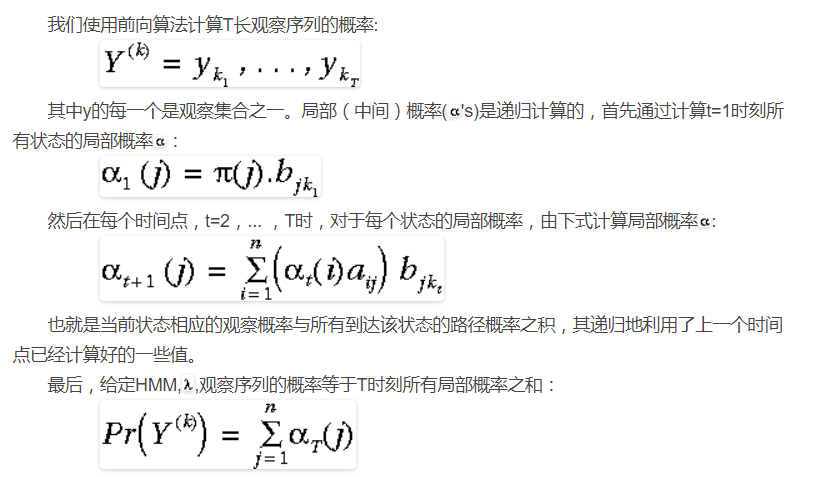 我们使用前向算法计算T长观察序列的概率:
Y^(k) = y_{k_1} , . . . , y_{k_T}
其中y的每一个是观察集合之一。局部（中间）概率(α's)是递归计算的，首先通过计算t=1时刻所
有状态的局部概率α：
α_1 (j) = π(j).b_{jk_1}
然后在每个时间点，t=2，... ，T时，对于每个状态的局部概率，由下式计算局部概率α:
α_{t+1} (j) = ∑_{i=1}^{n} (α_t(i)a_{ij}) b_{jk_t}
也就是当前状态相应的观察概率与所有到达该状态的路径概率之积，其递归地利用了上一个时间
点已经计算好的一些值。
最后，给定HMM,λ,观察序列的概率等于T时刻所有局部概率之和：
Pr(Y^(k)) = ∑_{j=1}^{n} α_T(j)